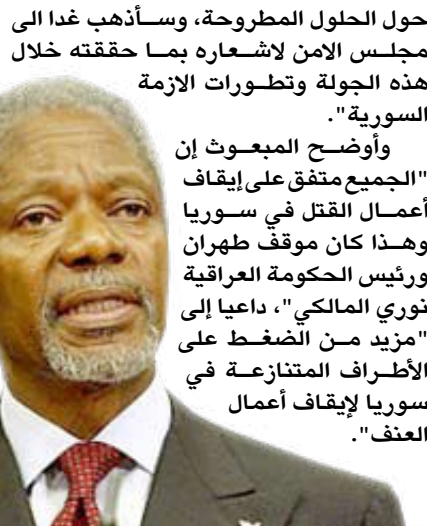 حول الحلول المطروحة، وسأذهب غدا الى
مجلس الامن لاشعاره بما حققته خلال
هذه الجولة وتطورات الازمة
السورية".
وأوضح المبعوث إن
"الجميع متفق على إيقاف
أعمال القتل في سوريا
وهذا كان موقف طهران
ورئيس الحكومة العراقية
نوري المالكي"، داعيا إلى
"مزيد من الضغط على
الأطراف المتنازعة في
سوريا لإيقاف أعمال
العنف".